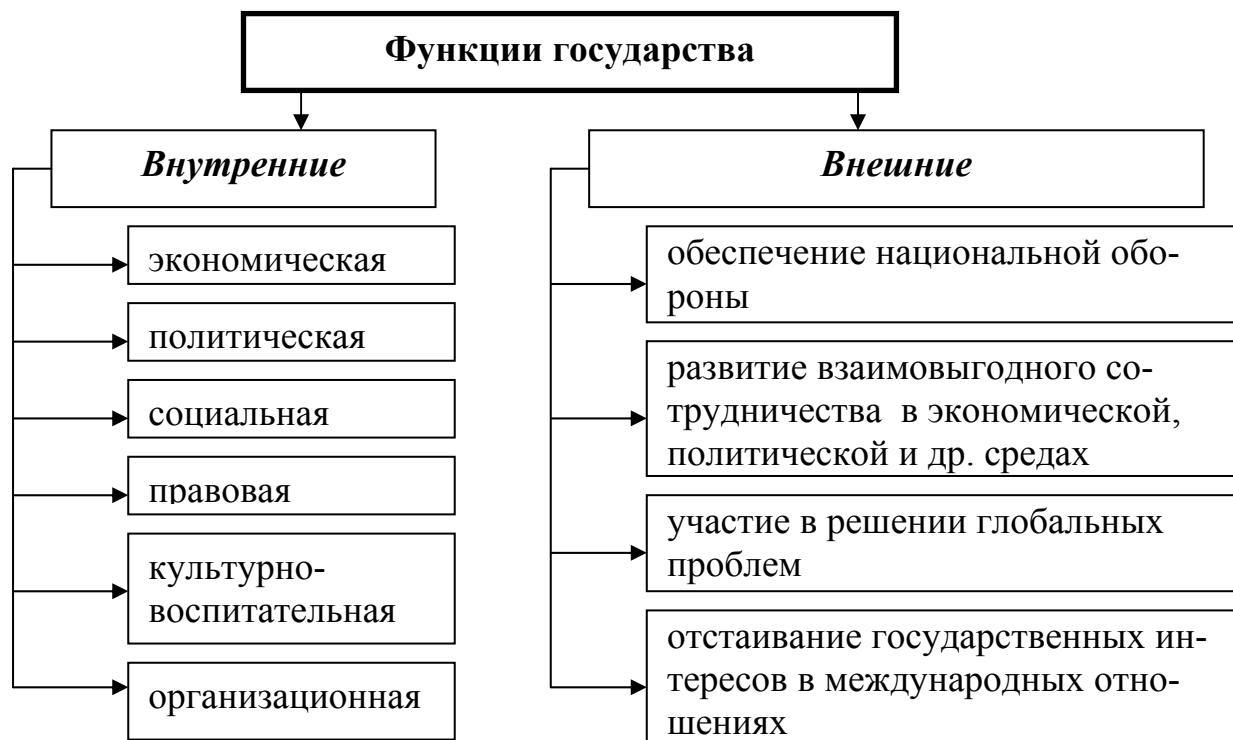 Функции государства
Внутренние
экономическая
политическая
социальная
правовая
культурно-
воспитательная
организационная
Внешние
обеспечение национальной обо-
роны
развитие взаимовыгодного со-
трудничества в экономической,
политической и др. средах
участие в решении глобальных
проблем
отстаивание государственных ин-
тересов в международных отно-
шениях